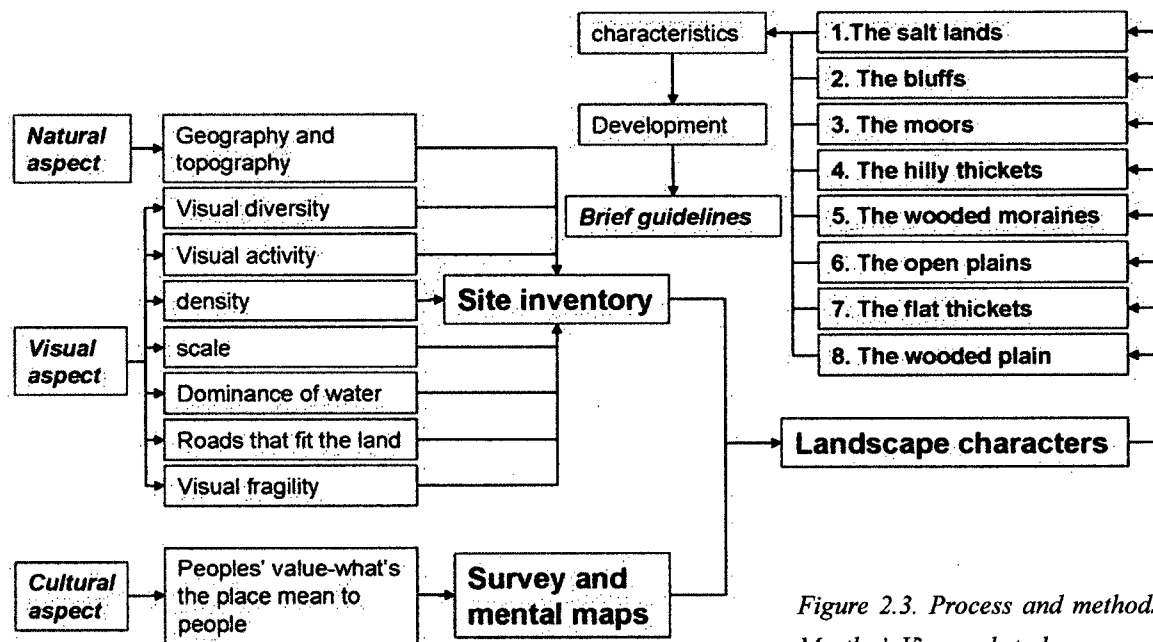 Natural
aspect
Geography and
topography
Visual
aspect
Visual diversity
Visual activity
density
scale
Dominance of water
Roads that fit the land
Visual fragility
Cultural
aspect
Peoples' value-what's
the place mean to
people
Site inventory
Survey and
mental maps
characteristics
Development
Brief guidelines
1.The salt lands
2. The bluffs
3. The moors
4. The hilly thickets
5. The wooded moraines
6. The open plains
7. The flat thickets
8. The wooded plain
Landscape characters
Figure 2.3. Process and method.